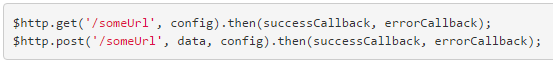 $http.get('/someUrl', config).then(successCallback, errorCallback);
$http.post('/someUrl', data, config).then(successCallback, errorCallback);